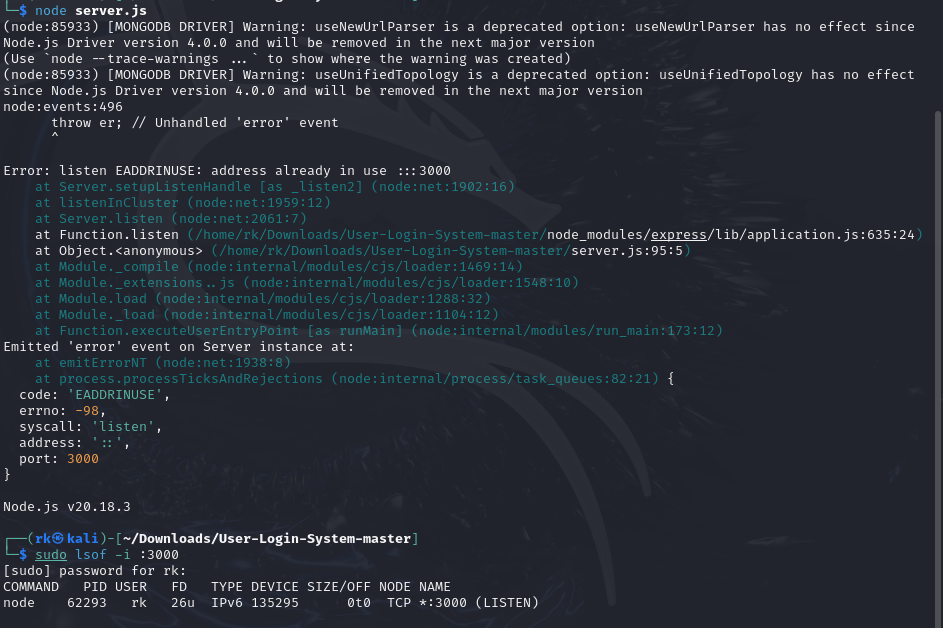 └─$ node server.js
(node:85933) [MONGODB DRIVER] Warning: useNewUrlParser is a deprecated option: useNewUrlParser has no effect since
Node.js Driver version 4.0.0 and will be removed in the next major version
(Use `node --trace-warnings ...` to show where the warning was created)
(node:85933) [MONGODB DRIVER] Warning: useUnifiedTopology is a deprecated option: useUnifiedTopology has no effect
since Node.js Driver version 4.0.0 and will be removed in the next major version
node:events:496
      throw er; // Unhandled 'error' event
      ^

Error: listen EADDRINUSE: address already in use :::3000
    at Server.setupListenHandle [as _listen2] (node:net:1902:16)
    at listenInCluster (node:net:1959:12)
    at Server.listen (node:net:2061:7)
    at Function.listen (/home/rk/Downloads/User-Login-System-master/node_modules/express/lib/application.js:635:24)
    at Object.<anonymous> (/home/rk/Downloads/User-Login-System-master/server.js:95:5)
    at Module._compile (node:internal/modules/cjs/loader:1469:14)
    at Module._extensions..js (node:internal/modules/cjs/loader:1548:10)
    at Module.load (node:internal/modules/cjs/loader:1288:32)
    at Module._load (node:internal/modules/cjs/loader:1104:12)
    at Function.executeUserEntryPoint [as runMain] (node:internal/modules/run_main:173:12)
Emitted 'error' event on Server instance at:
    at emitErrorNT (node:net:1938:8)
    at process.processTicksAndRejections (node:internal/process/task_queues:82:21) {
  code: 'EADDRINUSE',
  errno: -98,
  syscall: 'listen',
  address: '::',
  port: 3000
}

Node.js v20.18.3

┌──(rk㉿kali)-[~/Downloads/User-Login-System-master]
└─$ sudo lsof -i :3000
[sudo] password for rk:
COMMAND   PID USER   FD   TYPE DEVICE SIZE/OFF NODE NAME
node    62293   rk   26u  IPv6 135295      0t0  TCP *:3000 (LISTEN)